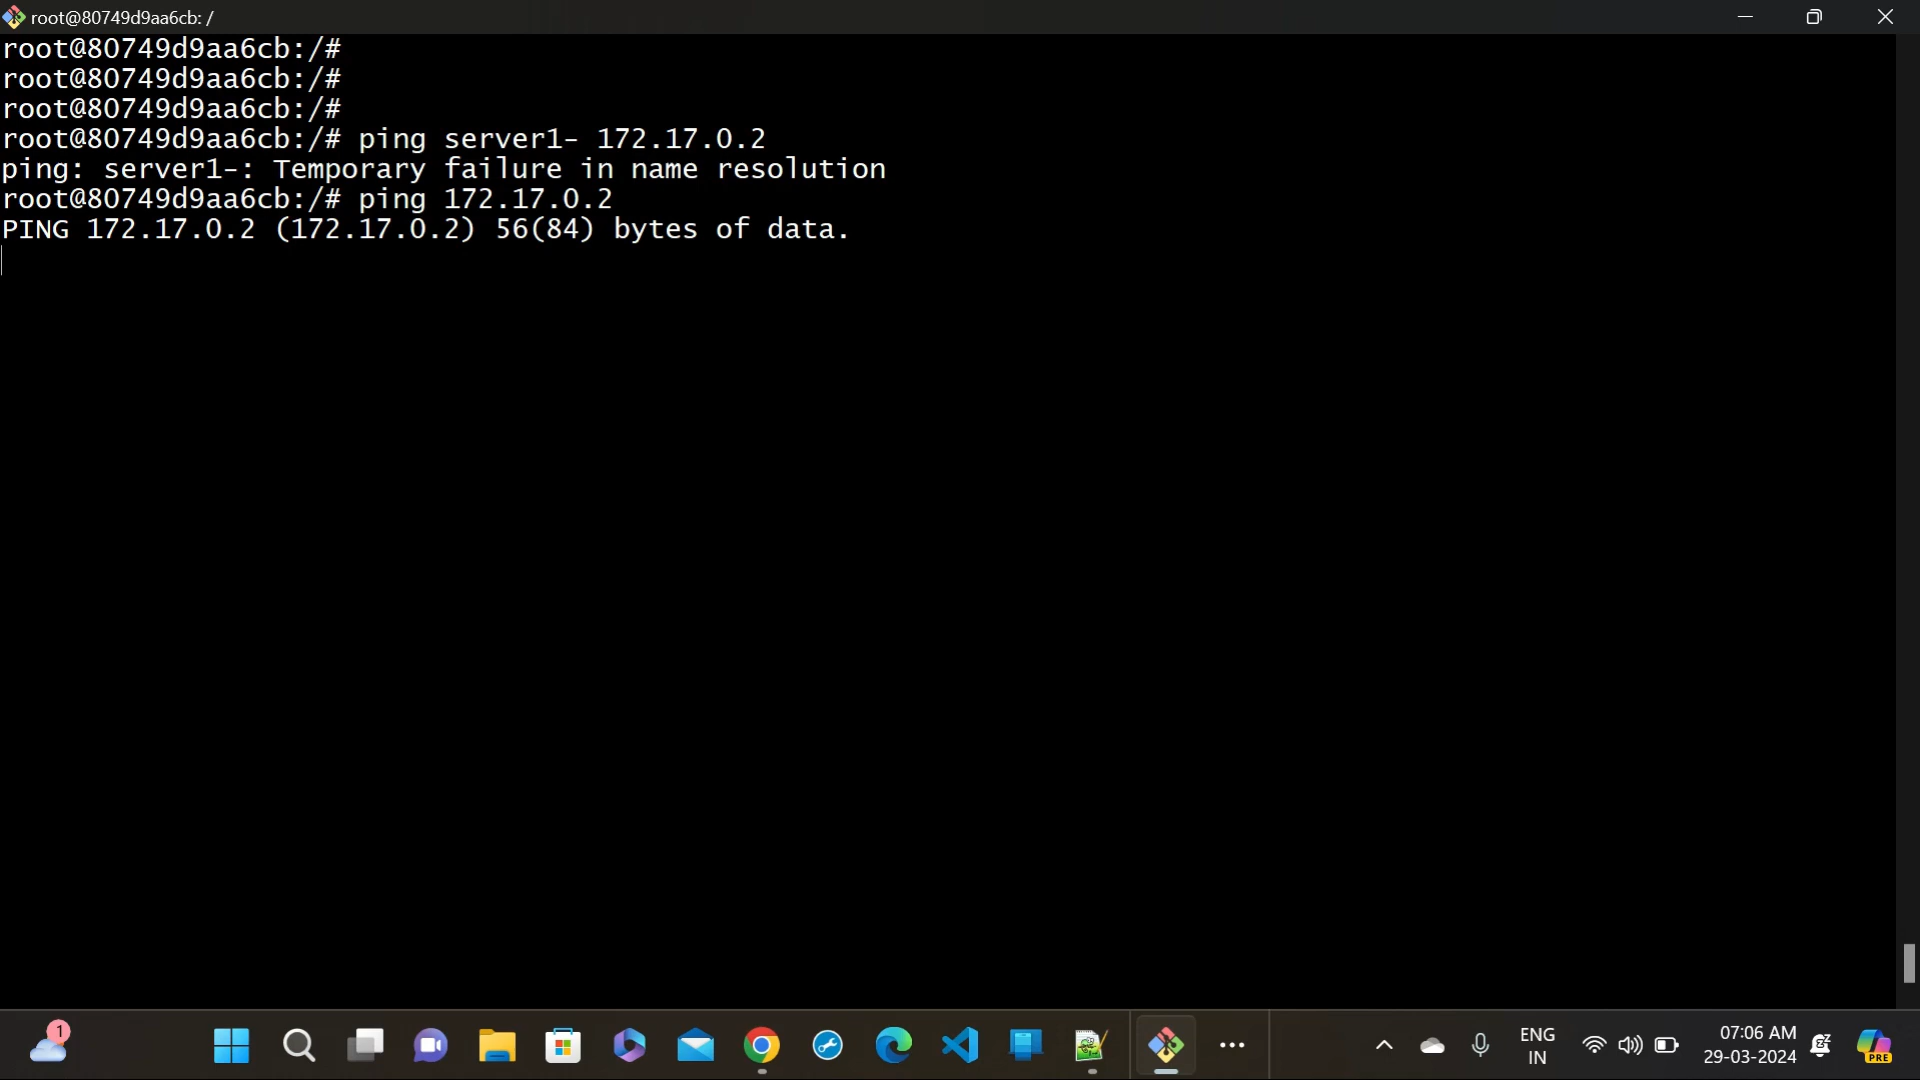 root@80749d9aa6cb: /
root@80749d9aa6cb:/#
root@80749d9aa6cb:/#
root@80749d9aa6cb:/#
root@80749d9aa6cb:/# ping server1- 172.17.0.2
ping: server1-: Temporary failure in name resolution
root@80749d9aa6cb:/# ping 172.17.0.2
PING 172.17.0.2 (172.17.0.2) 56(84) bytes of data.
1
ENG
IN
07:06 AM
29-03-2024
PRE